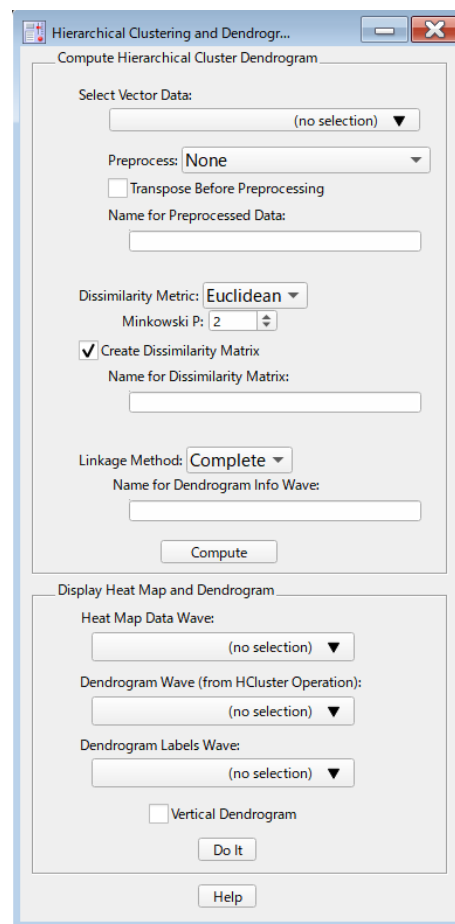 Hierarchical Clustering and Dendrogr...
Compute Hierarchical Cluster Dendrogram
Select Vector Data:
(no selection) ▼
Preprocess: None
Transpose Before Preprocessing
Name for Preprocessed Data:
Dissimilarity Metric: Euclidean
Minkowski P: 2
Create Dissimilarity Matrix
Name for Dissimilarity Matrix:
Linkage Method: Complete
Name for Dendrogram Info Wave:
Compute
Display Heat Map and Dendrogram
Heat Map Data Wave:
(no selection) ▼
Dendrogram Wave (from HCluster Operation):
(no selection) ▼
Dendrogram Labels Wave:
(no selection) ▼
Vertical Dendrogram
Do It
Help